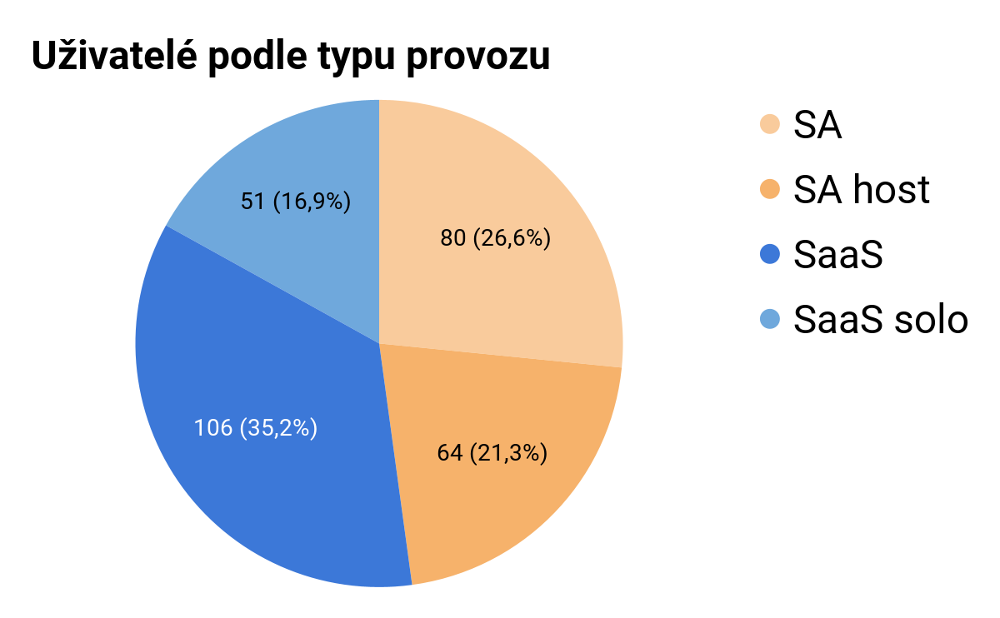 Uživatelé podle typu provozu
SA
SA host
SaaS
SaaS solo
51 (16,9%)
80 (26,6%)
106 (35,2%)
64 (21,3%)